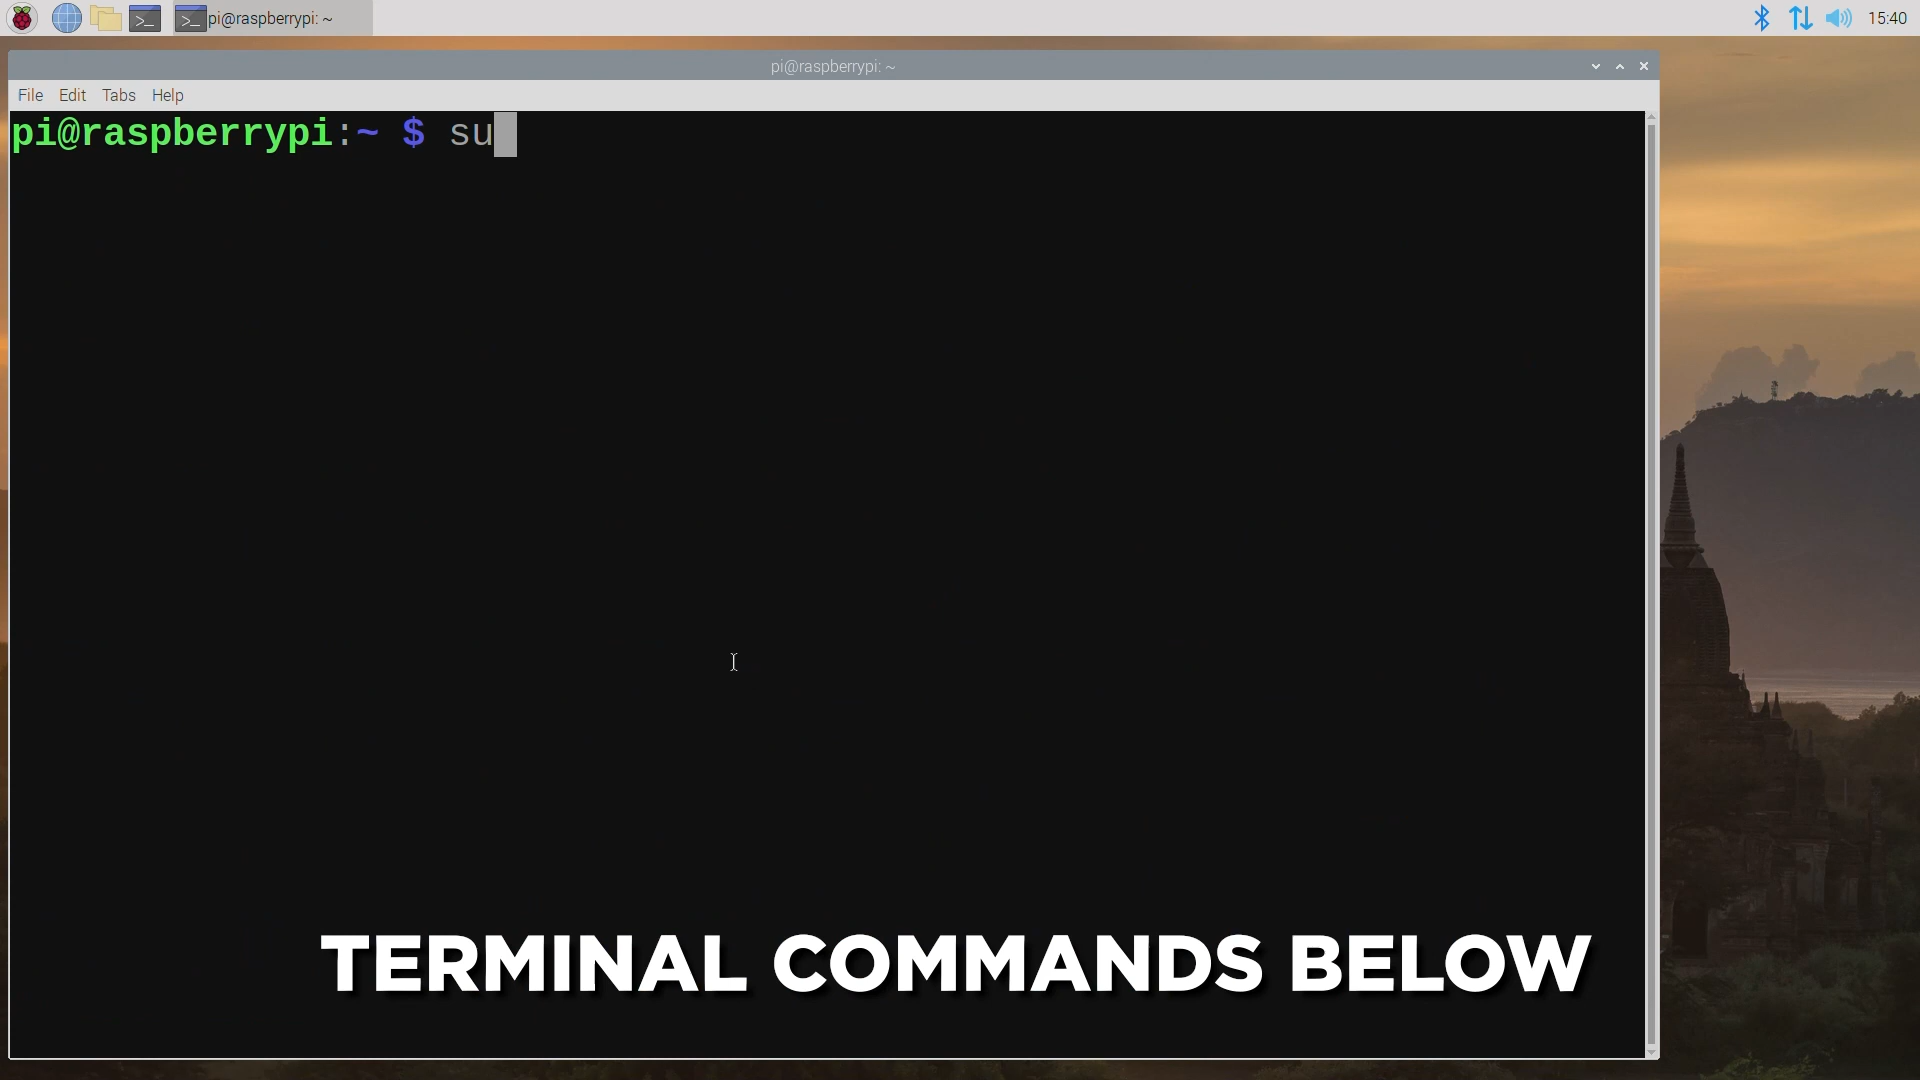 pi@raspberrypi: ~
15:40
pi@raspberrypi: ~
File Edit Tabs Help
pi@raspberrypi:~ $ su
TERMINAL COMMANDS BELOW